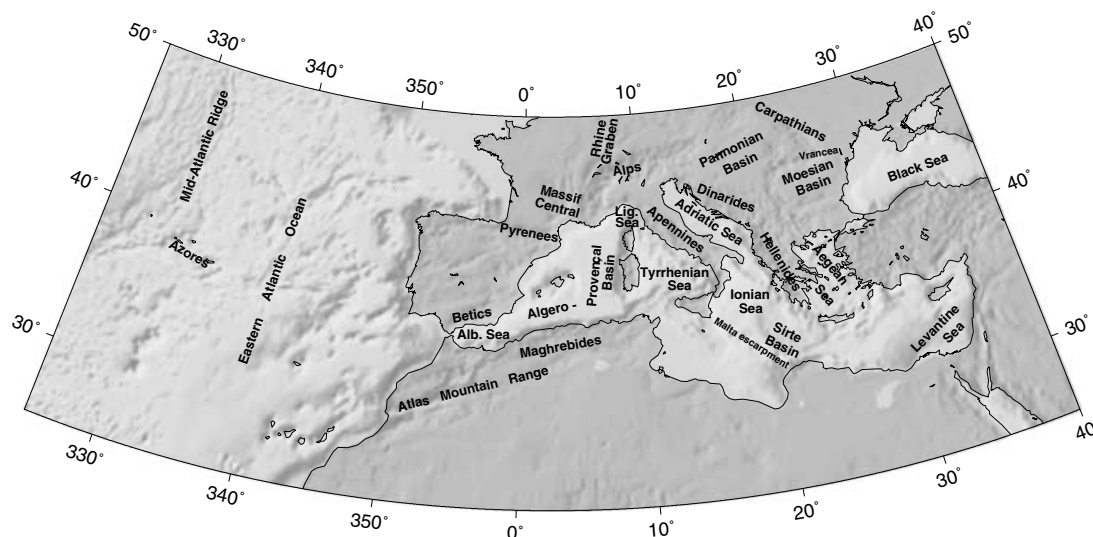 50°
330°
340°
350°
0°
10°
20°
30°
40°
50°
Mid-Atlantic Ridge
Rhine
Graben
Carpathians
Alps
Pannonian
Basin
Vrancea
Moesian
Basin
Black Sea
40°
Massif
Central
Dinarides
Adriatic Sea
40°
Lig.
Sea
Apennines
Pyrenees
Azores
Eastern Atlantic Ocean
Provençal
Basin
Tyrrhenian
Sea
Hellenides
Aegean
Sea
Ionian
Sea
Algero -
Betics
Alb. Sea
Sirte
Basin
Malta escarpment
Levantine
Sea
30°
30°
Maghrebides
Atlas Mountain Range
330°
340°
350°
0°
10°
20°
30°
40°